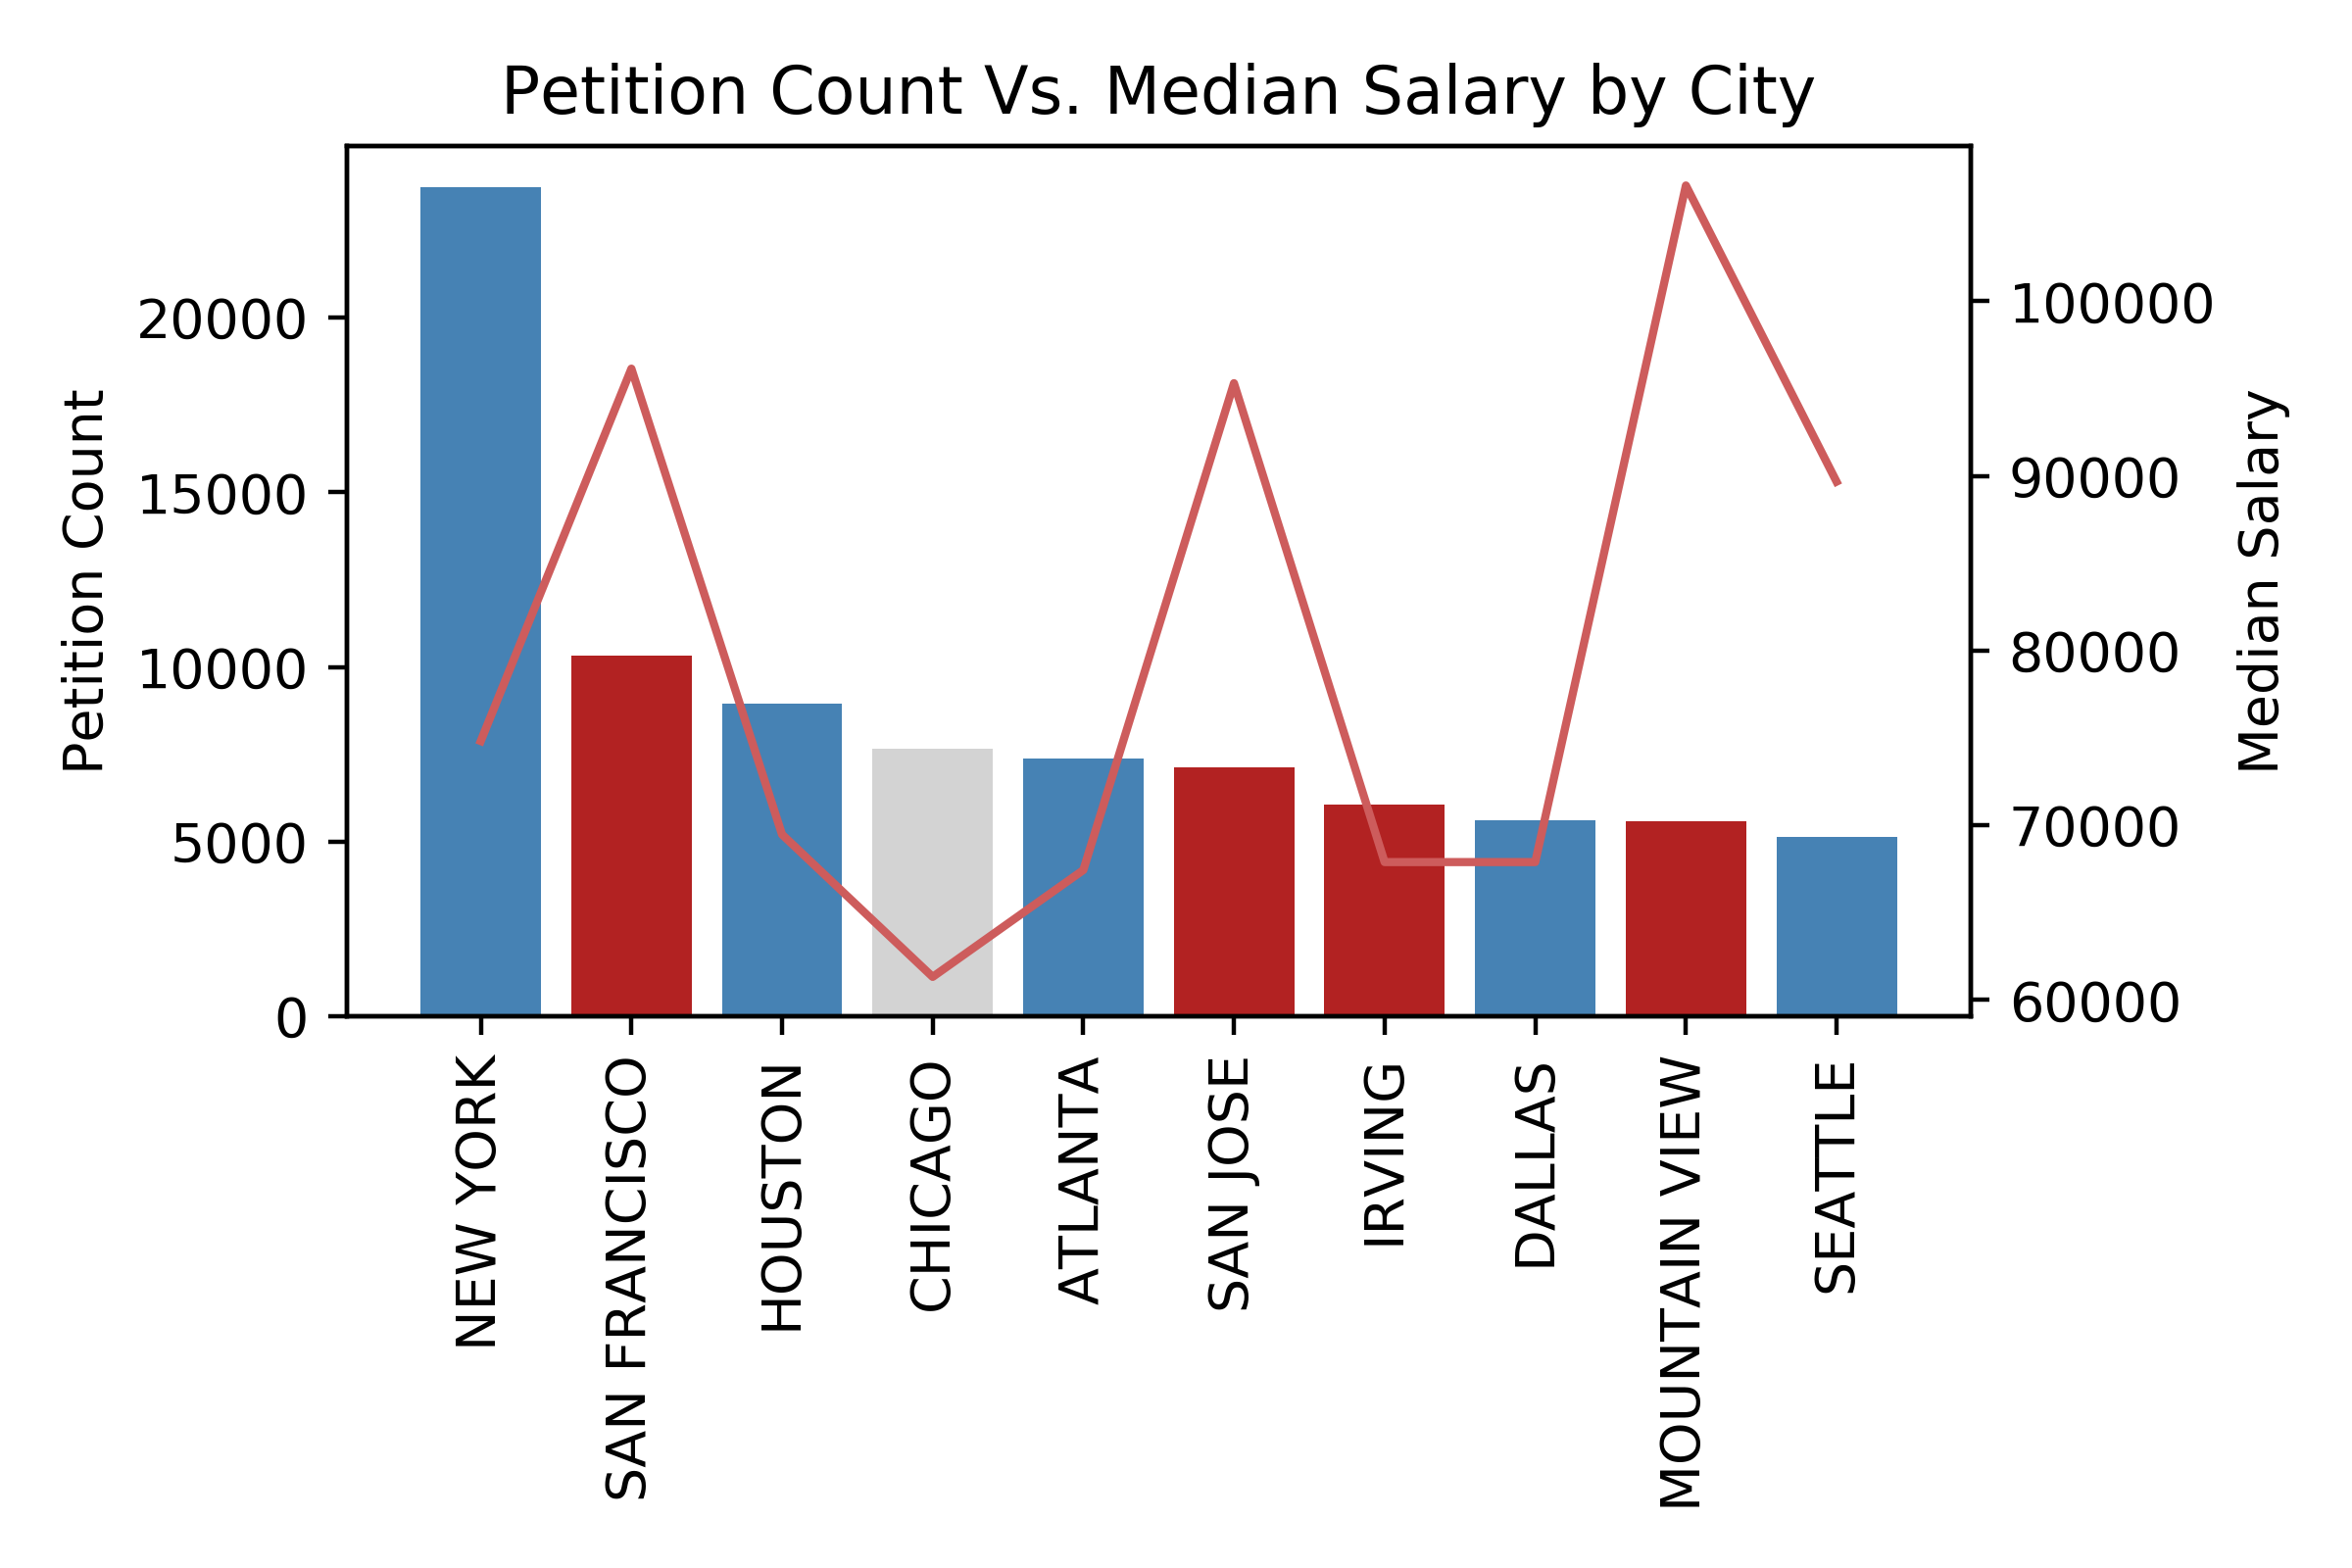 Petition Count Vs. Median Salary by City
Petition Count
20000
15000
10000
5000
0
100000
90000
80000
70000
60000
Median Salary
NEW YORK
SAN FRANCISCO
HOUSTON
CHICAGO
ATLANTA
SAN JOSE
IRVING
DALLAS
MOUNTAIN VIEW
SEATTLE